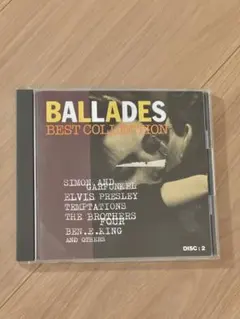 BALLADES
BEST COLLECTION
SIMON AND
GARFUNKEL
ELVIS PRESLEY
TEMPTATIONS
THE BROTHERS
FOUR
BEN.E.KING
AND OTHERS
DISC : 2